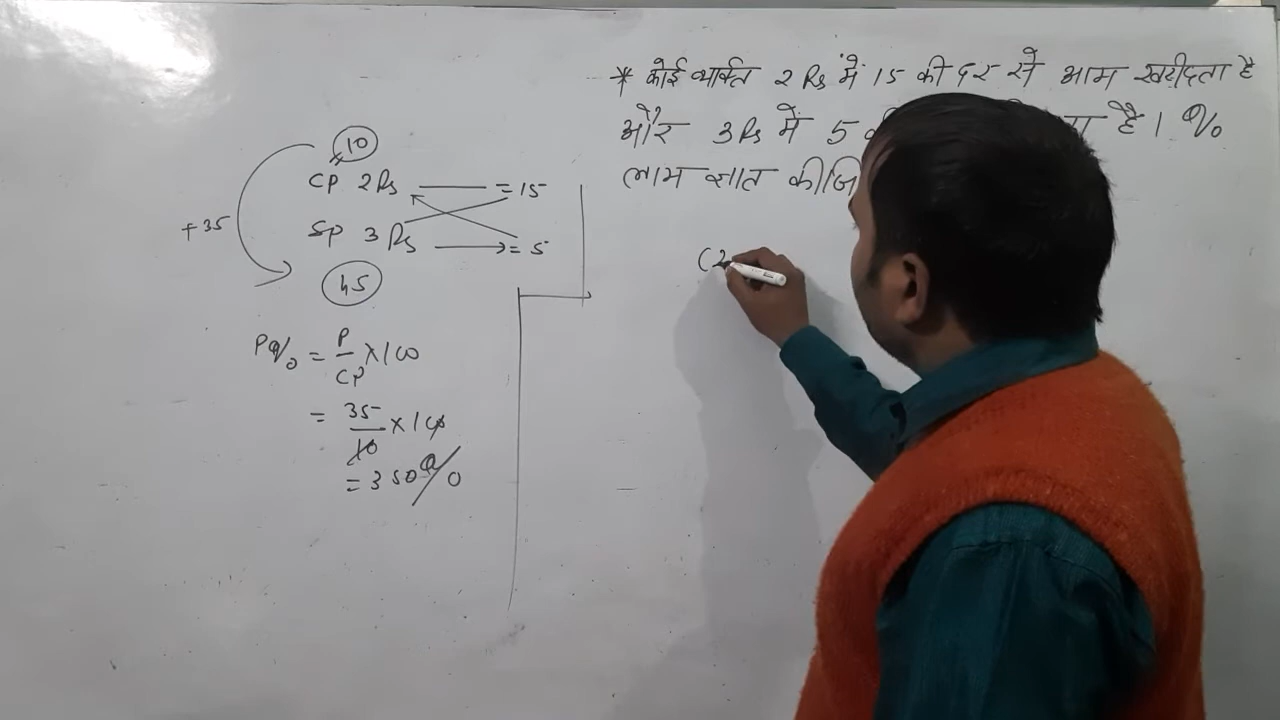 * कोई व्यक्ति 2 Rs में 15 की दर से आम खरीदता है
और 3 Rs में 5 है। %
लाभ ज्ञात
10
CP 2 Rs = 15
SP 3 Rs = 5
+35
45
P% = P/CP × 100
= 35/10 × 100
= 350%
(2